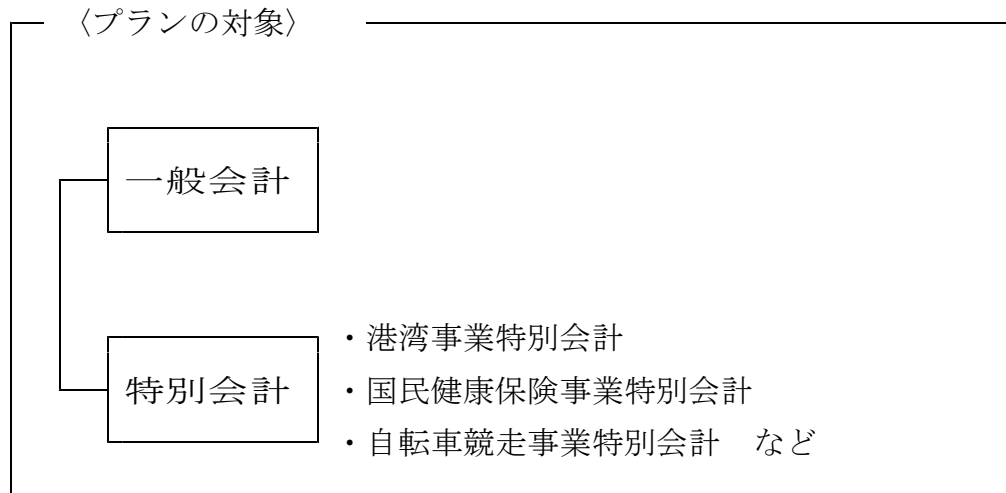 〈プランの対象〉
一般会計
・港湾事業特別会計
特別会計
・国民健康保険事業特別会計
・自転車競走事業特別会計　など